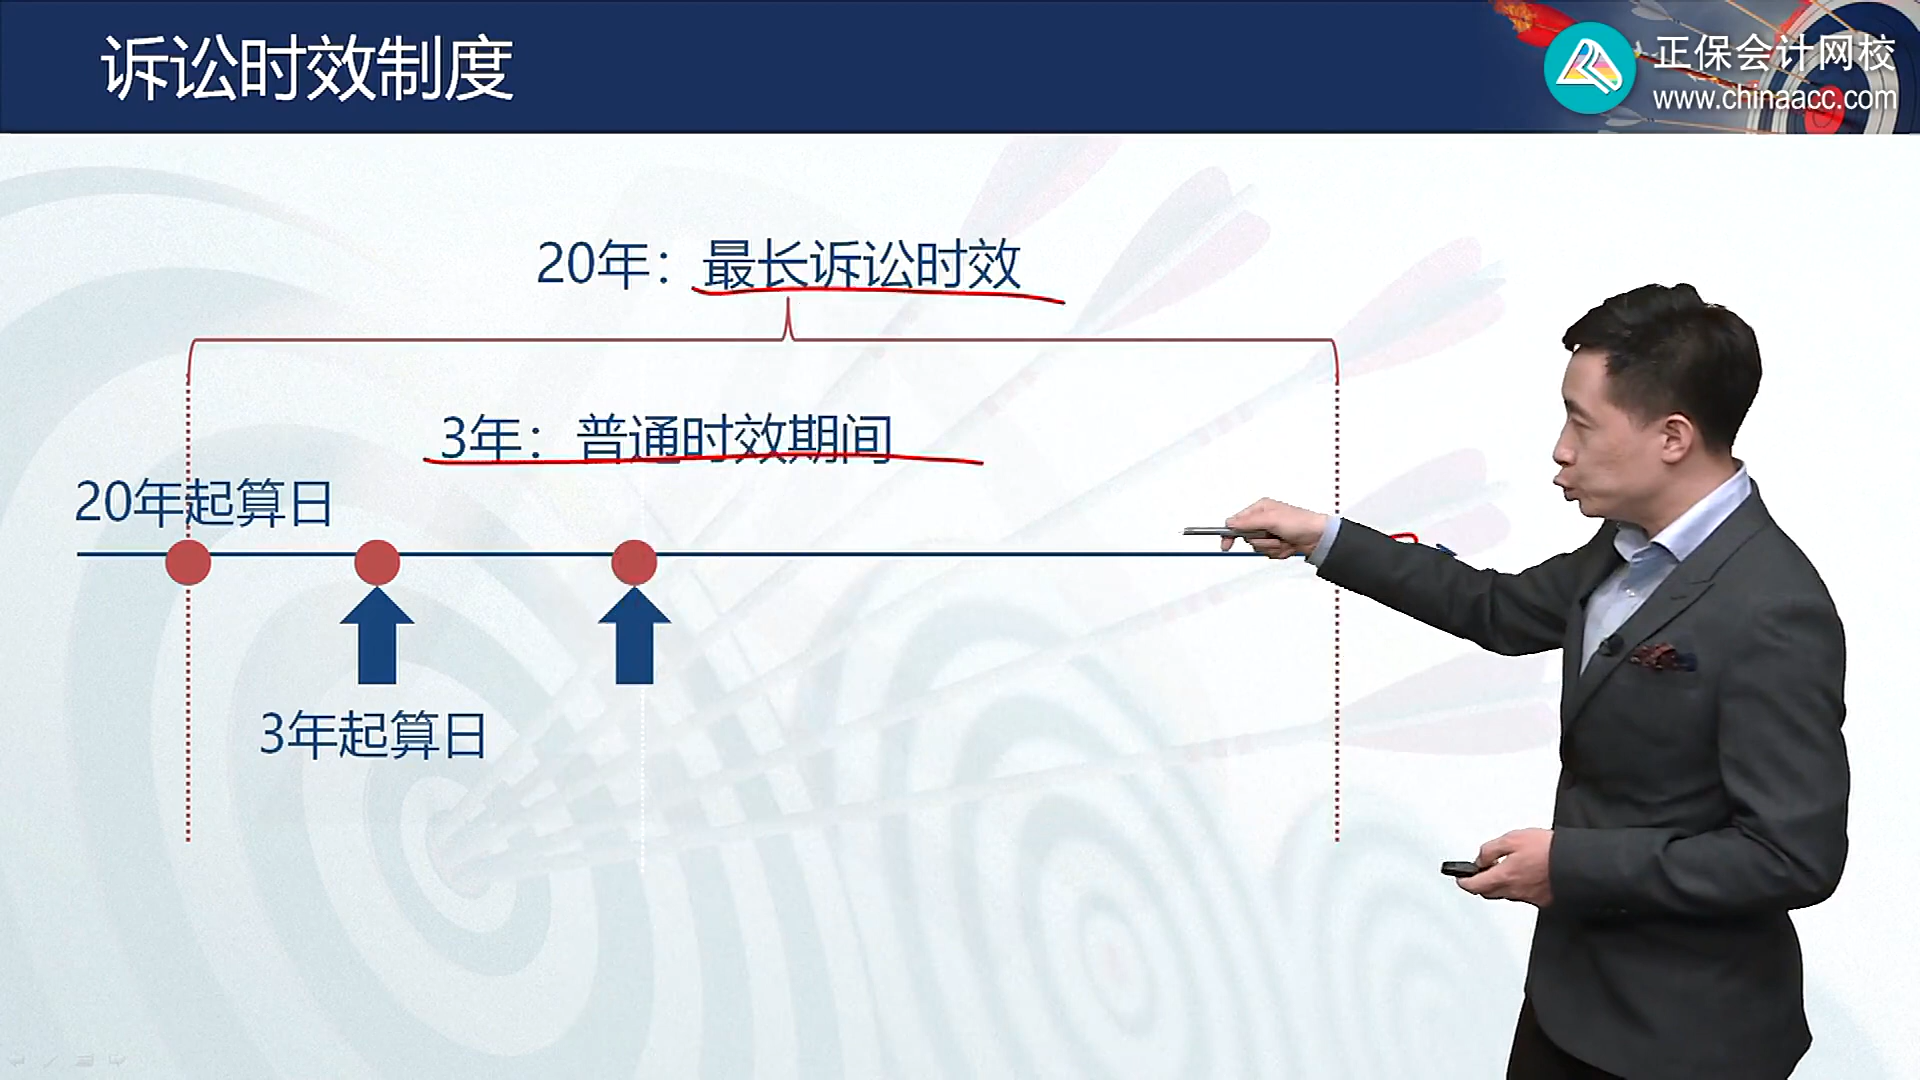 诉讼时效制度
正保会计网校
www.chinaacc.com
20年：最长诉讼时效
3年：普通时效期间
20年起算日
3年起算日